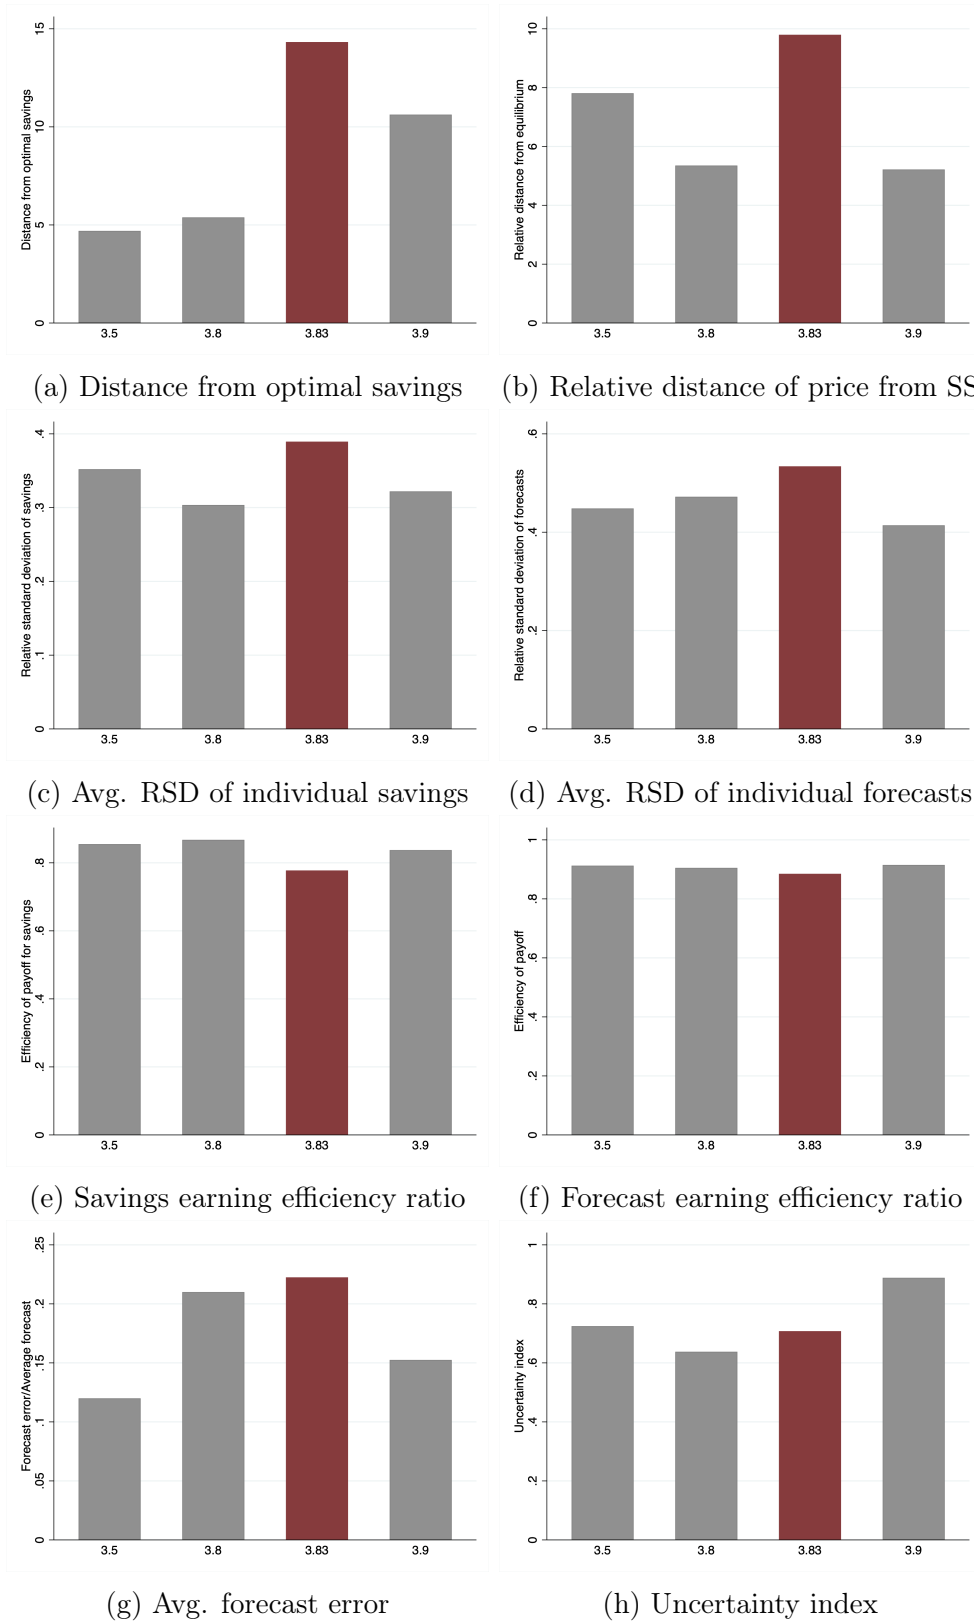 Distance from optimal savings
0 5 10 15
3.5 3.8 3.83 3.9
(a) Distance from optimal savings
Relative distance from equilibrium
0 2 4 6 8 10
3.5 3.8 3.83 3.9
(b) Relative distance of price from SS
Relative standard deviation of savings
0 .1 .2 .3 .4
3.5 3.8 3.83 3.9
(c) Avg. RSD of individual savings
Relative standard deviation of forecasts
0 .2 .4 .6
3.5 3.8 3.83 3.9
(d) Avg. RSD of individual forecasts
Efficiency of payoff for savings
0 .2 .4 .6 .8
3.5 3.8 3.83 3.9
(e) Savings earning efficiency ratio
Efficiency of payoff
0 .2 .4 .6 .8 1
3.5 3.8 3.83 3.9
(f) Forecast earning efficiency ratio
Forecast error/Average forecast
0 .05 .1 .15 .2 .25
3.5 3.8 3.83 3.9
(g) Avg. forecast error
Uncertainty index
0 .2 .4 .6 .8 1
3.5 3.8 3.83 3.9
(h) Uncertainty index